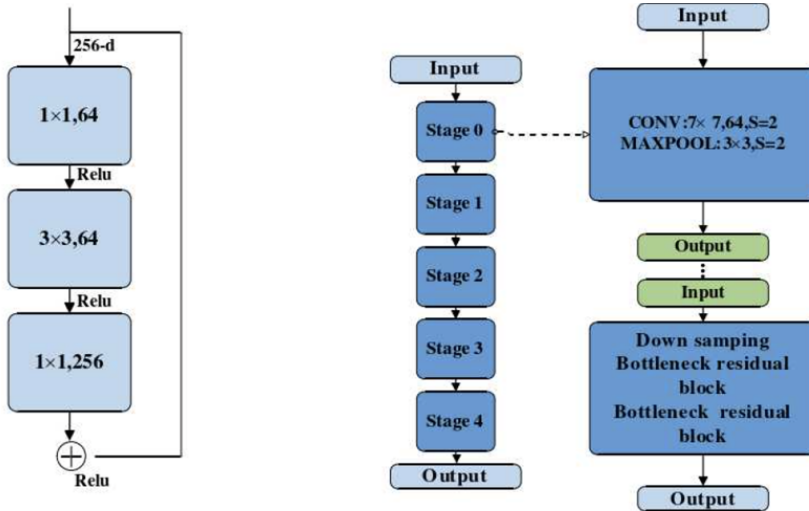 256-d
1×1,64
Relu
3×3,64
Relu
1×1,256
Relu
Input
Stage 0
Stage 1
Stage 2
Stage 3
Stage 4
Output
Input
CONV:7× 7,64,S=2
MAXPOOL:3×3,S=2
Output
Input
Down samping
Bottleneck residual
block
Bottleneck residual
block
Output